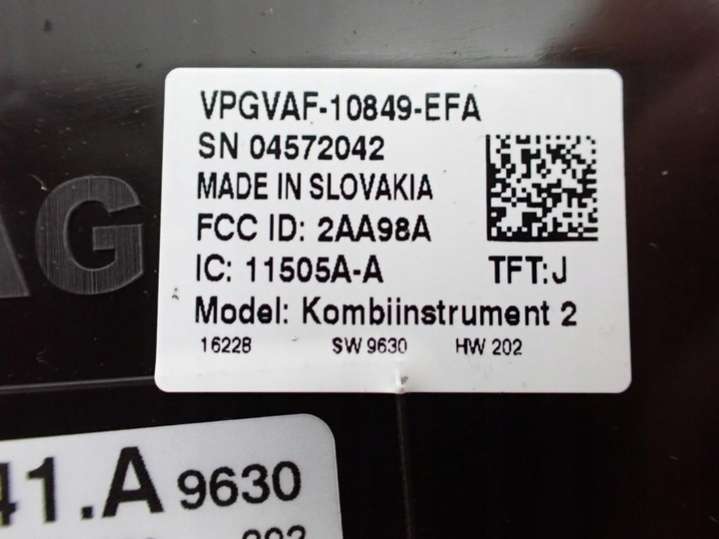 VPGVAF-10849-EFA
SN 04572042
MADE IN SLOVAKIA
FCC ID: 2AA98A
IC: 11505A-A TFT:J
Model: Kombiinstrument 2
16228 SW 9630 HW 202
AG
41.A 9630